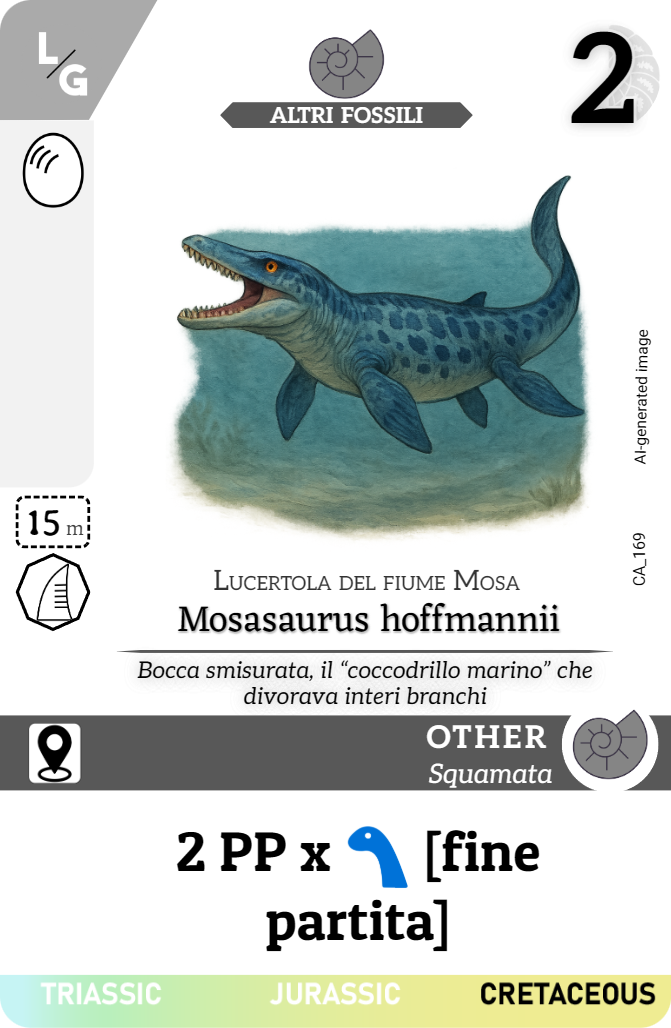 L/G
ALTRI FOSSILI
2
AI-generated image
CA_169
15 m
Lucertola del fiume Mosa
Mosasaurus hoffmannii
Bocca smisurata, il “coccodrillo marino” che
divorava interi branchi
OTHER
Squamata
2 PP x [fine
partita]
TRIASSIC JURASSIC CRETACEOUS